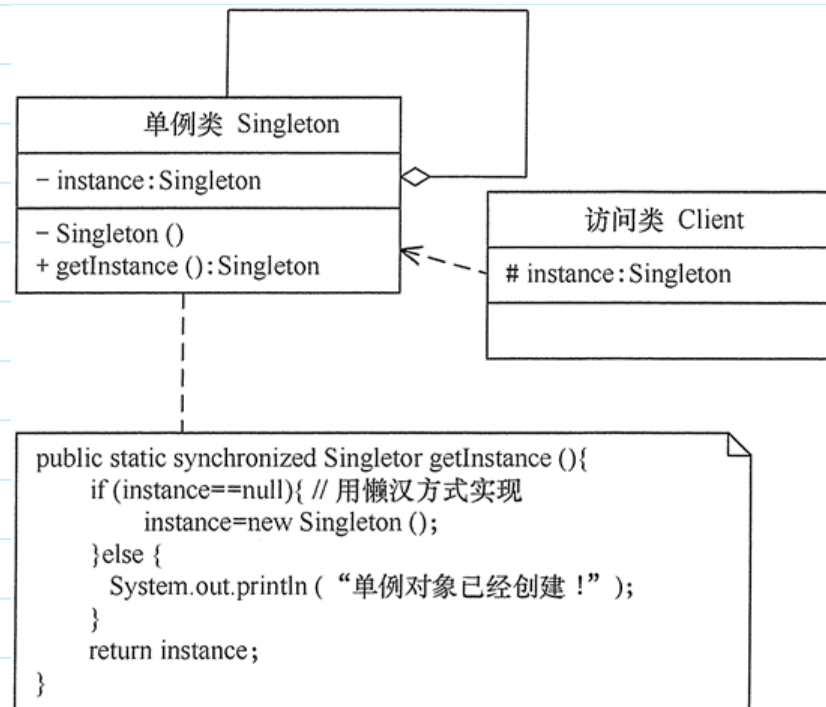 单例类 Singleton
- instance:Singleton
- Singleton ()
+ getInstance ():Singleton
访问类 Client
# instance:Singleton
public static synchronized Singletor getInstance (){
if (instance==null){ // 用懒汉方式实现
instance=new Singleton ();
}else {
System.out.println (“单例对象已经创建!”);
}
return instance;
}